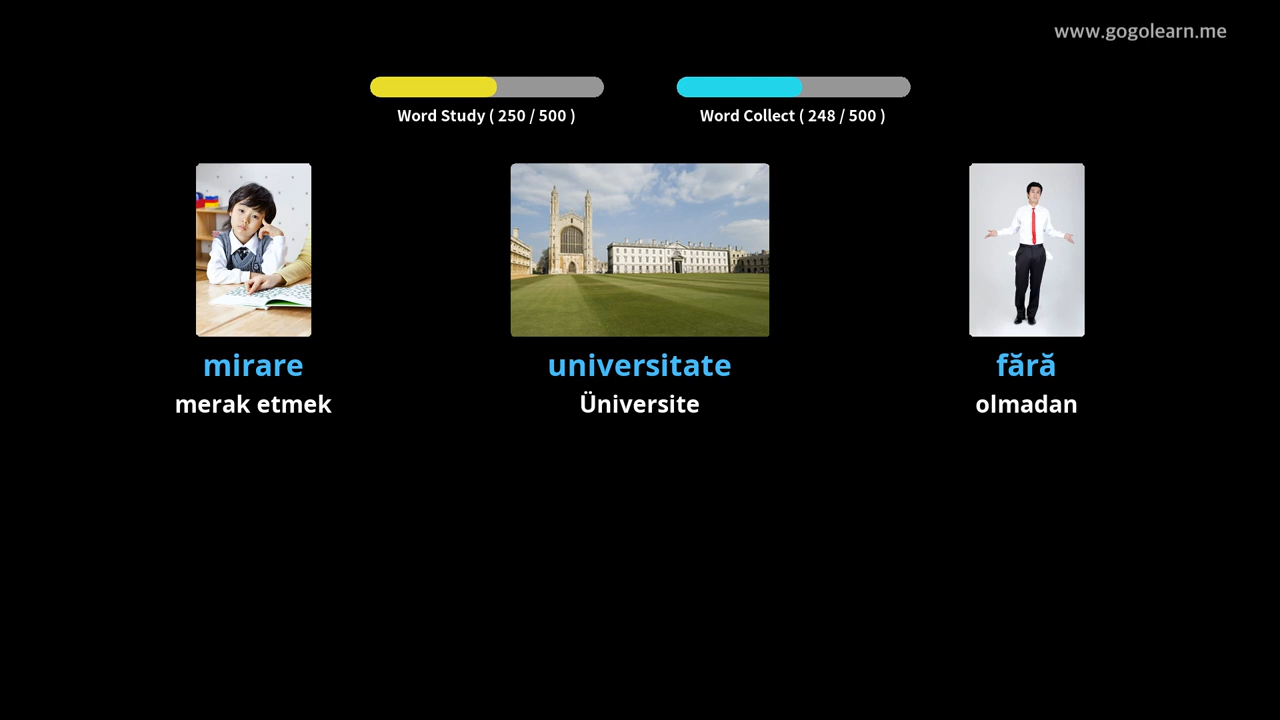 www.gogolearn.me
Word Study ( 250 / 500 )
Word Collect ( 248 / 500 )
mirare
universitate
fără
merak etmek
Üniversite
olmadan